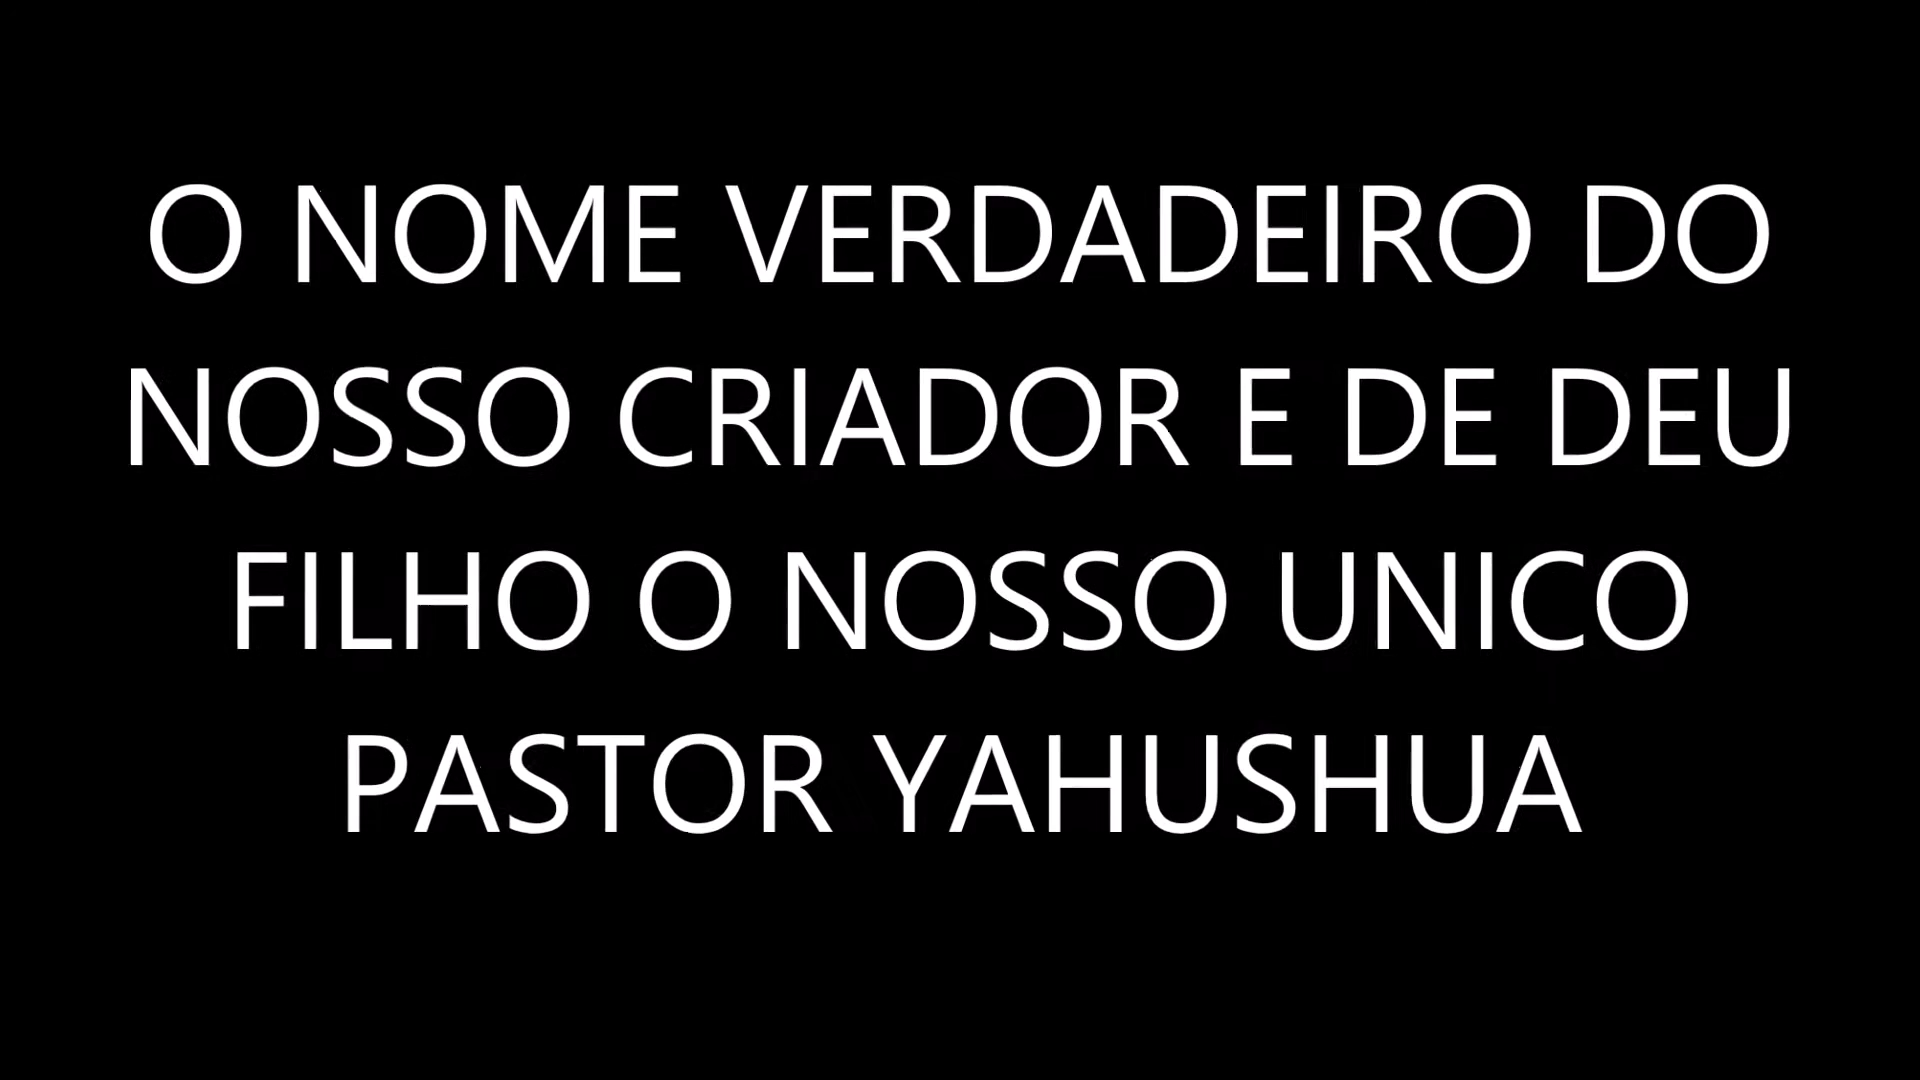 O NOME VERDADEIRO DO
NOSSO CRIADOR E DE DEU
FILHO O NOSSO UNICO
PASTOR YAHUSHUA